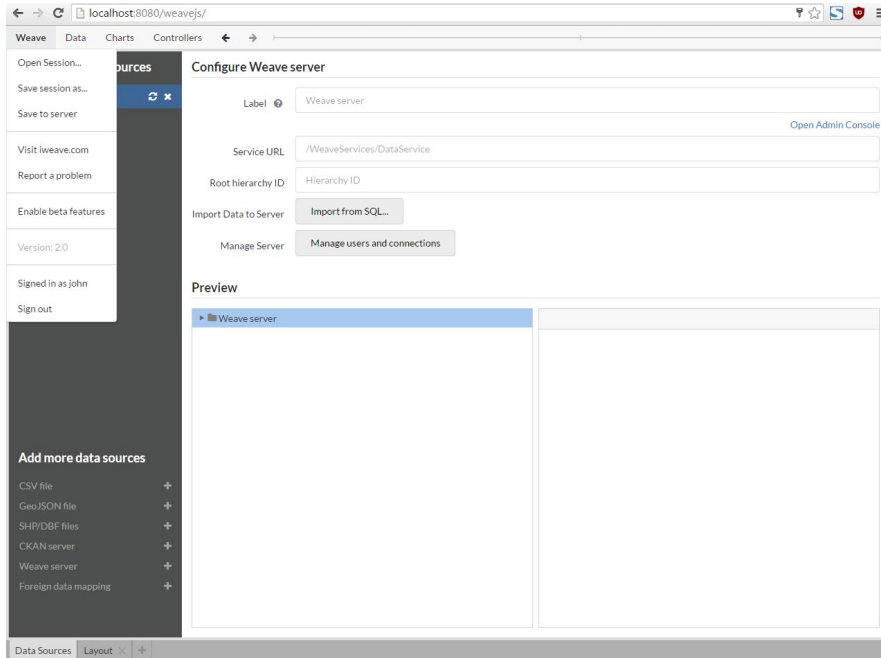 localhost:8080/weavejs/
Weave Data Charts Controllers
Open Session...
Save session as...
Save to server
Visit iweave.com
Report a problem
Enable beta features
Version: 2.0
Signed in as john
Sign out
ources
Add more data sources
CSV file
GeoJSON file
SHP/DBF files
CKAN server
Weave server
Foreign data mapping
Configure Weave server
Label Weave server
Open Admin Console
Service URL /WeaveServices/DataService
Root hierarchy ID Hierarchy ID
Import Data to Server Import from SQL...
Manage Server Manage users and connections
Preview
Weave server
Data Sources Layout